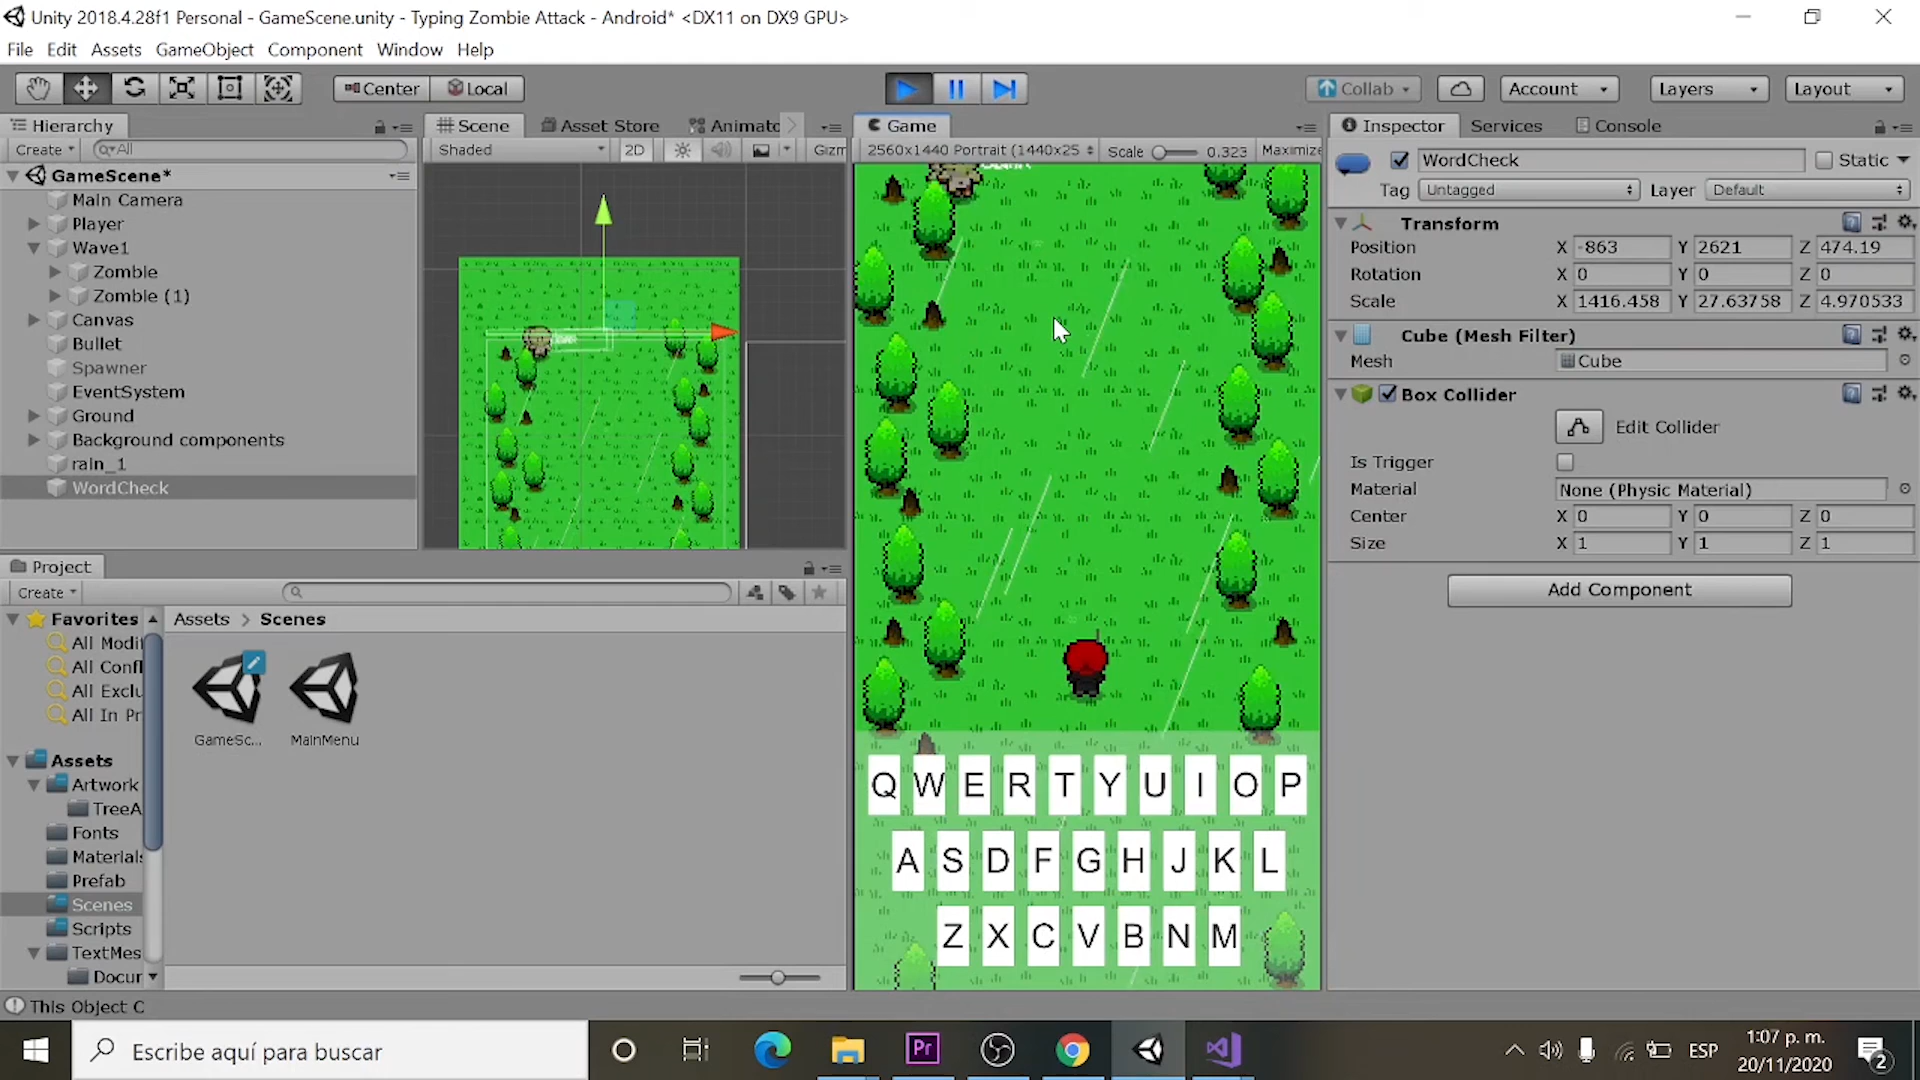 Unity 2018.4.28f1 Personal - GameScene.unity - Typing Zombie Attack - Android* <DX11 on DX9 GPU>
File Edit Assets GameObject Component Window Help
Center Local Collab Account Layers Layout
Hierarchy
Create All
GameScene*
Main Camera
Player
Wave1
Zombie
Zombie (1)
Canvas
Bullet
Spawner
EventSystem
Ground
Background components
rain_1
WordCheck
Scene Asset Store Animato
Shaded 2D Gizm
Game
2560x1440 Portrait (1440x25 Scale 0.323 Maximize
Q W E R T Y U I O P
A S D F G H J K L
Z X C V B N M
Inspector Services Console
WordCheck Static
Tag Untagged Layer Default
Transform
Position X -863 Y 2621 Z 474.19
Rotation X 0 Y 0 Z 0
Scale X 1416.458 Y 27.63758 Z 4.970533
Cube (Mesh Filter)
Mesh Cube
Box Collider
Edit Collider
Is Trigger
Material None (Physic Material)
Center X 0 Y 0 Z 0
Size X 1 Y 1 Z 1
Add Component
Project
Create
Favorites
All Modi
All Confl
All Exclu
All In Pr
Assets
Artwork
TreeA
Fonts
Materials
Prefab
Scenes
Scripts
TextMes
Docur
Assets > Scenes
GameSc... MainMenu
This Object C
Escribe aquí para buscar
Pr
ESP
1:07 p. m.
20/11/2020
2